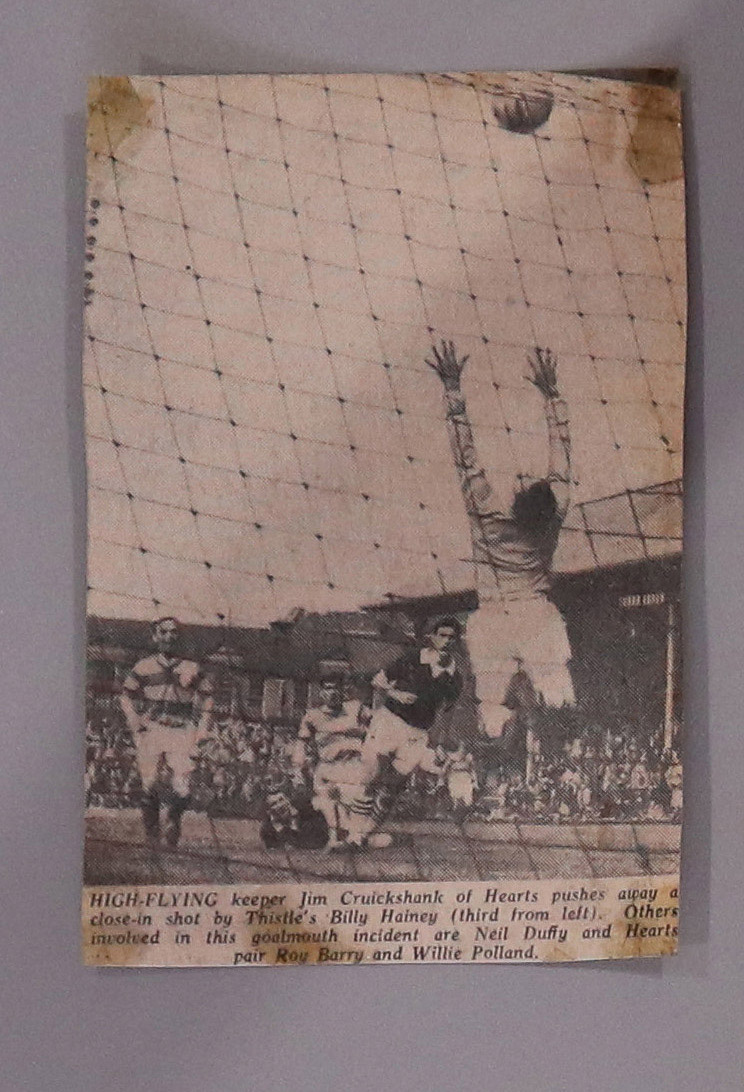 HIGH-FLYING keeper Jim Cruickshank of Hearts pushes away a
close-in shot by Thistle's Billy Hainey (third from left). Others
involved in this goalmouth incident are Neil Duffy and Hearts
pair Roy Barry and Willie Polland.